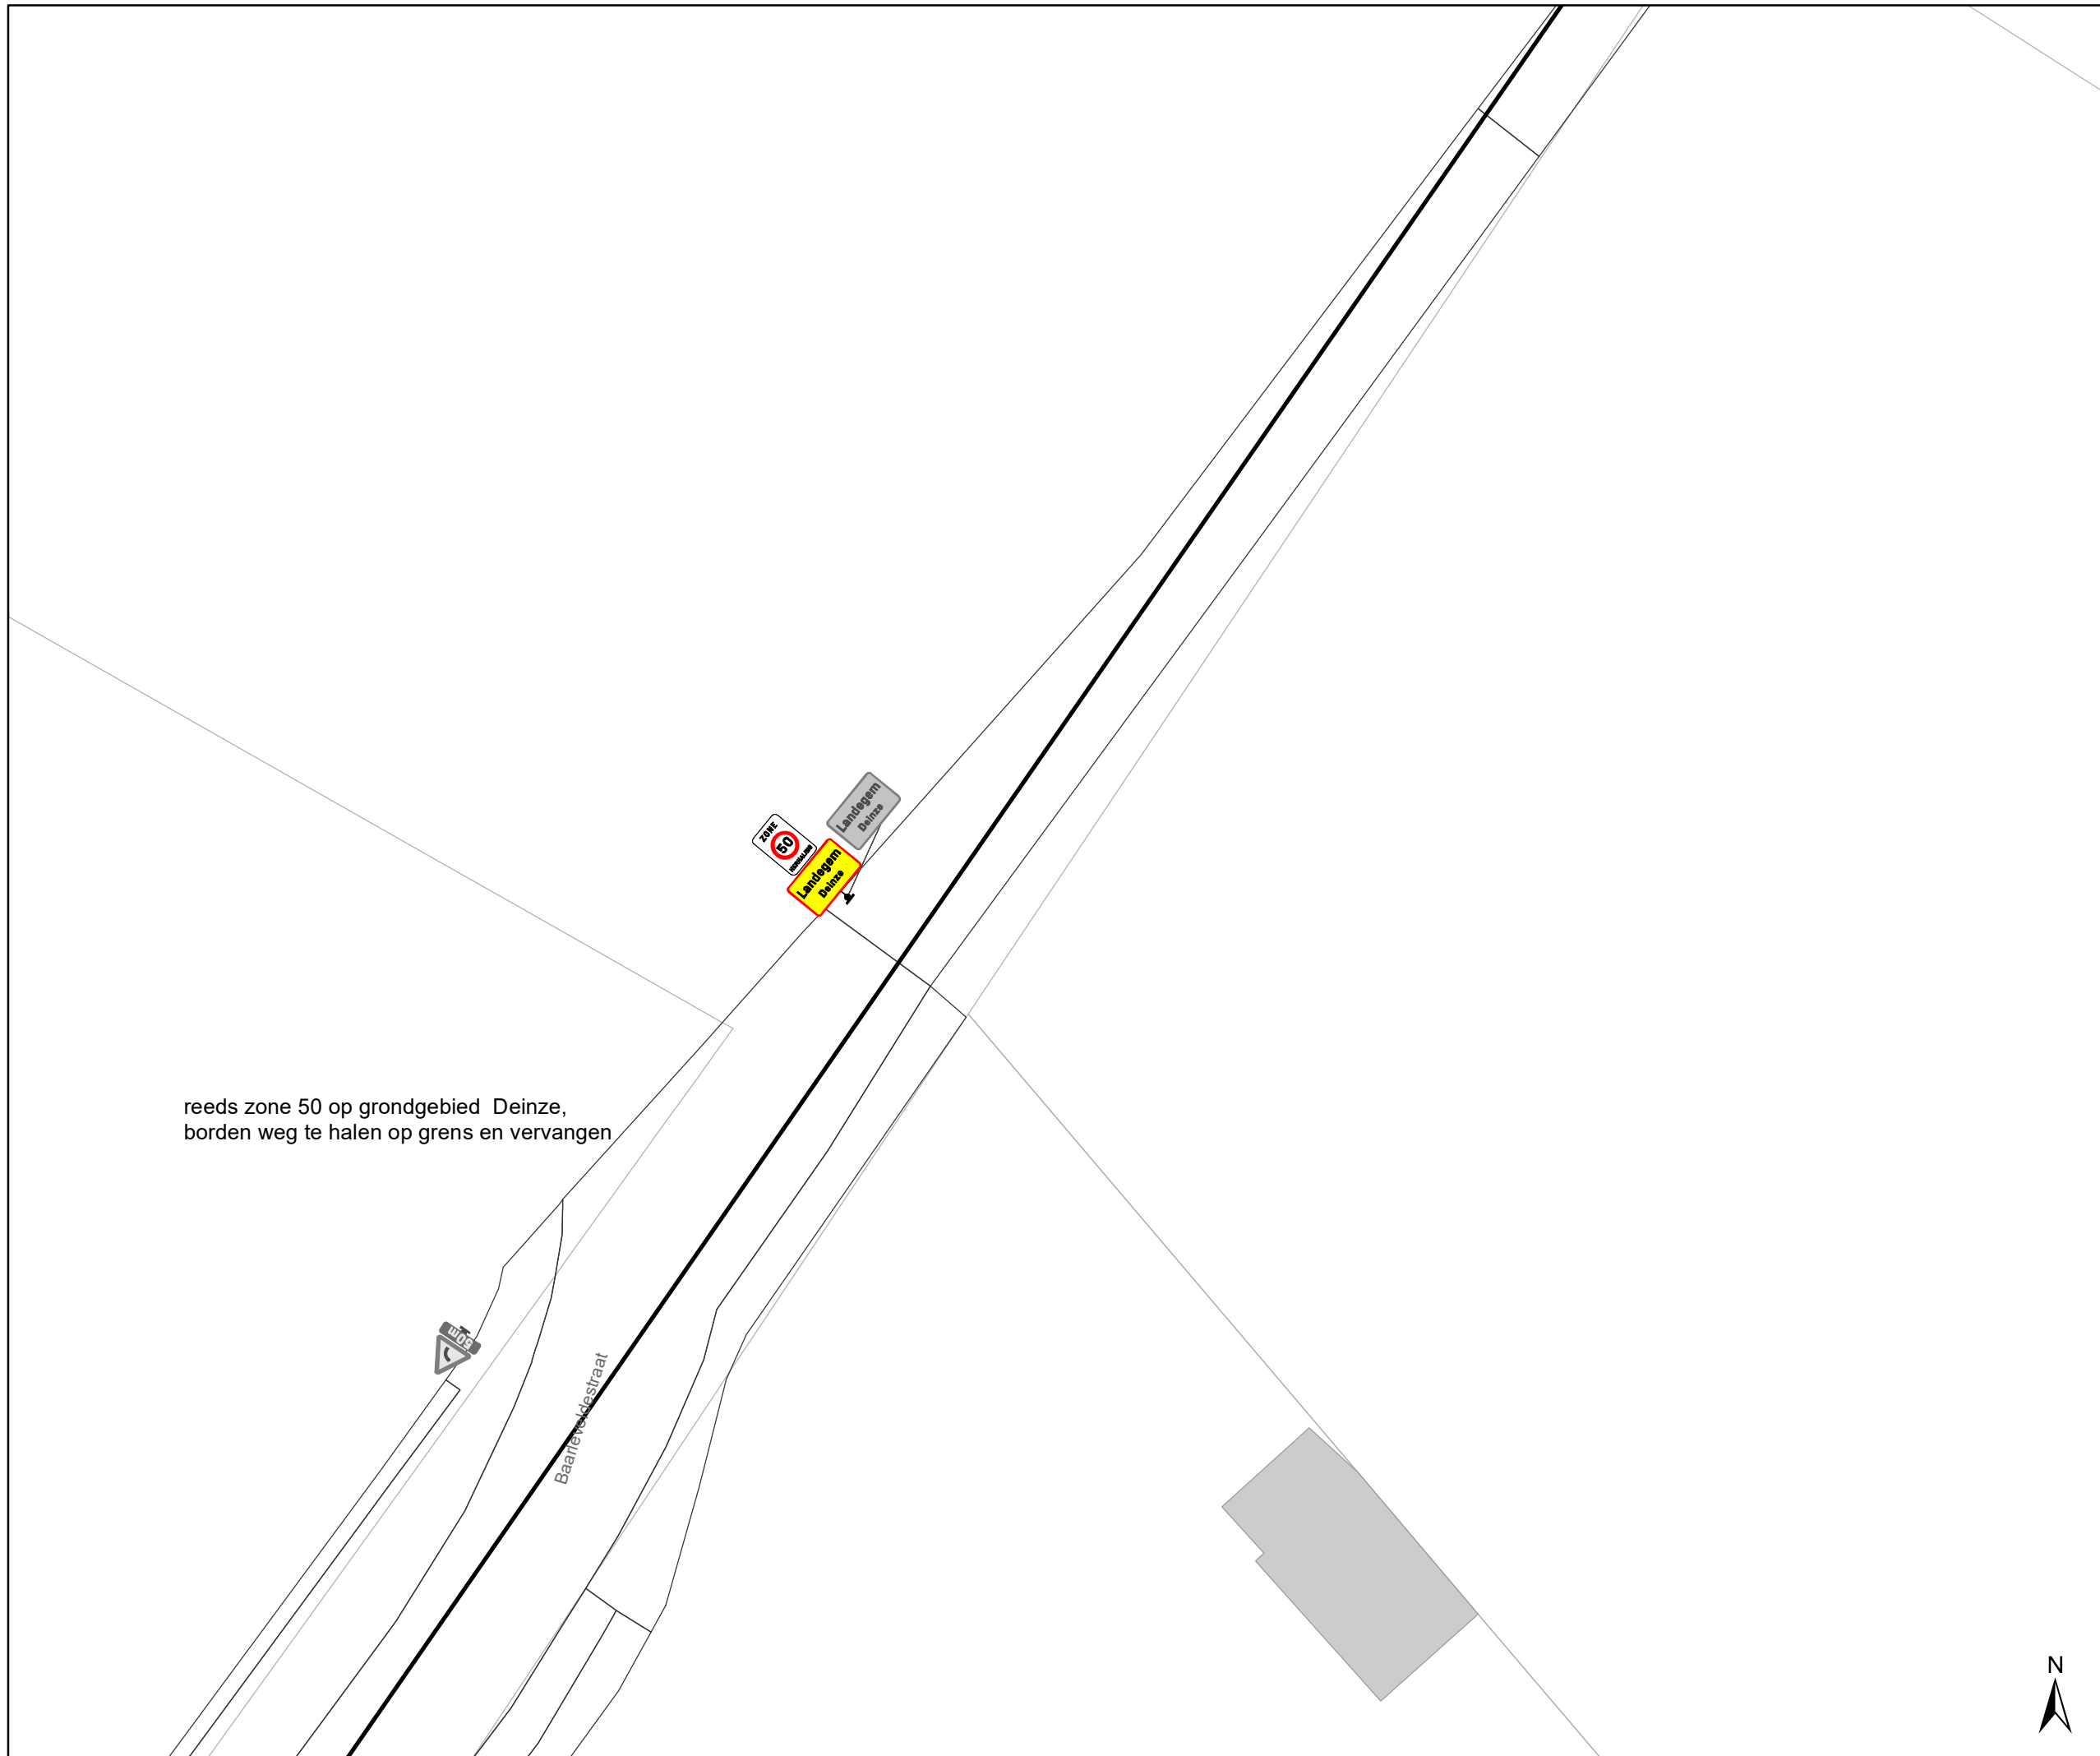 Landegem
Deinze
ZONE
50
HERHALING
Landegem
Deinze
reeds zone 50 op grondgebied  Deinze,
borden weg te halen op grens en vervangen
Baarleveldestraat
N